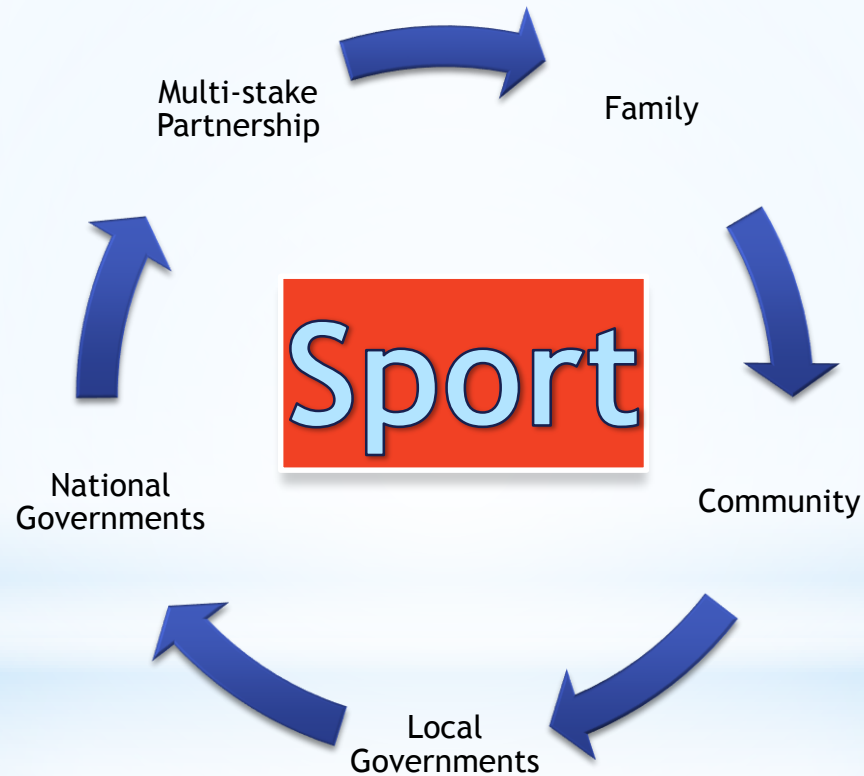 Multi-stake
Partnership
Family
Sport
National
Governments
Community
Local
Governments